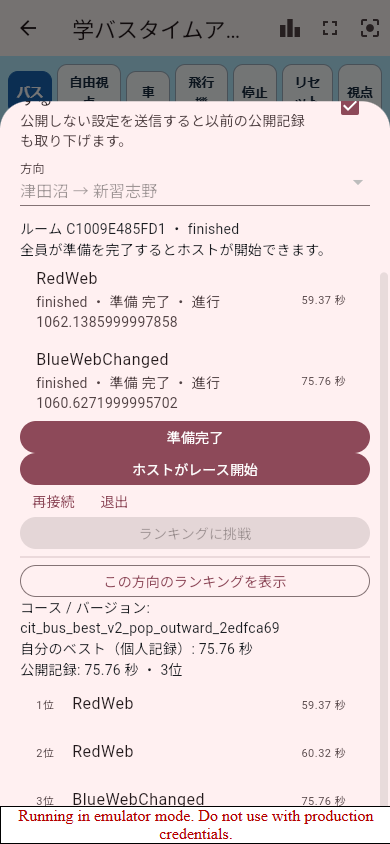 学バスタイムア…
バス
自由視点
車
飛行機
停止
リセット
視点
する
公開しない設定を送信すると以前の公開記録
も取り下げます。
方向
津田沼 → 新習志野
ルーム C1009E485FD1 ・ finished
全員が準備を完了するとホストが開始できます。
RedWeb
finished ・ 準備 完了 ・ 進行
1062.1385999997858
59.37 秒
BlueWebChanged
finished ・ 準備 完了 ・ 進行
1060.6271999995702
75.76 秒
準備完了
ホストがレース開始
再接続 退出
ランキングに挑戦
この方向のランキングを表示
コース / バージョン:
cit_bus_best_v2_pop_outward_2edfca69
自分のベスト（個人記録）: 75.76 秒
公開記録: 75.76 秒 ・ 3位
1位 RedWeb 59.37 秒
2位 RedWeb 60.32 秒
3位 BlueWebChanged 75.76 秒
Running in emulator mode. Do not use with production
credentials.